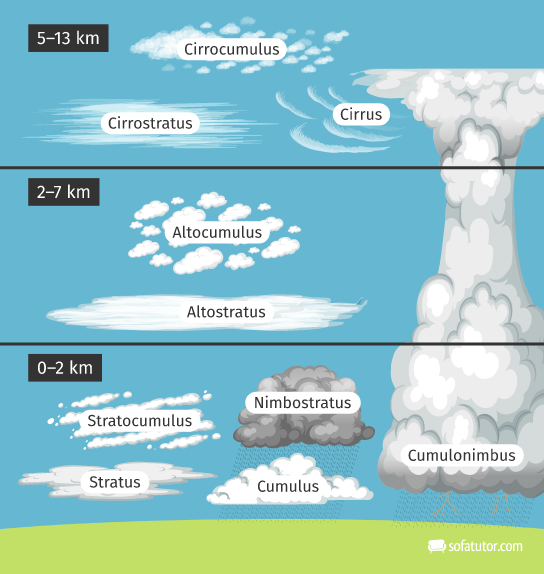 5–13 km
Cirrocumulus
Cirrus
Cirrostratus
2–7 km
Altocumulus
Altostratus
0–2 km
Nimbostratus
Stratocumulus
Cumulonimbus
Stratus
Cumulus
sofatutor.com